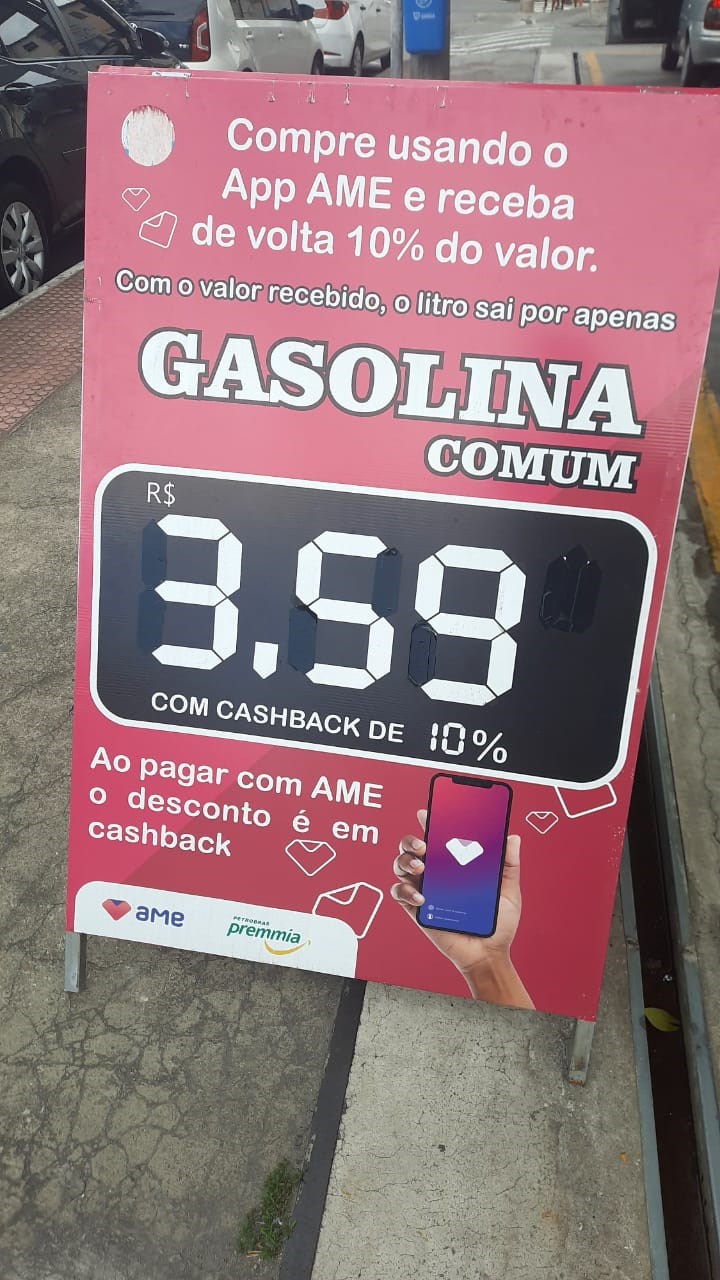 Compre usando o
App AME e receba
de volta 10% do valor.
Com o valor recebido, o litro sai por apenas
GASOLINA
COMUM
R$
3.59
COM CASHBACK DE 10%
Ao pagar com AME
o desconto é em
cashback
ame
PETROBRAS
premmia